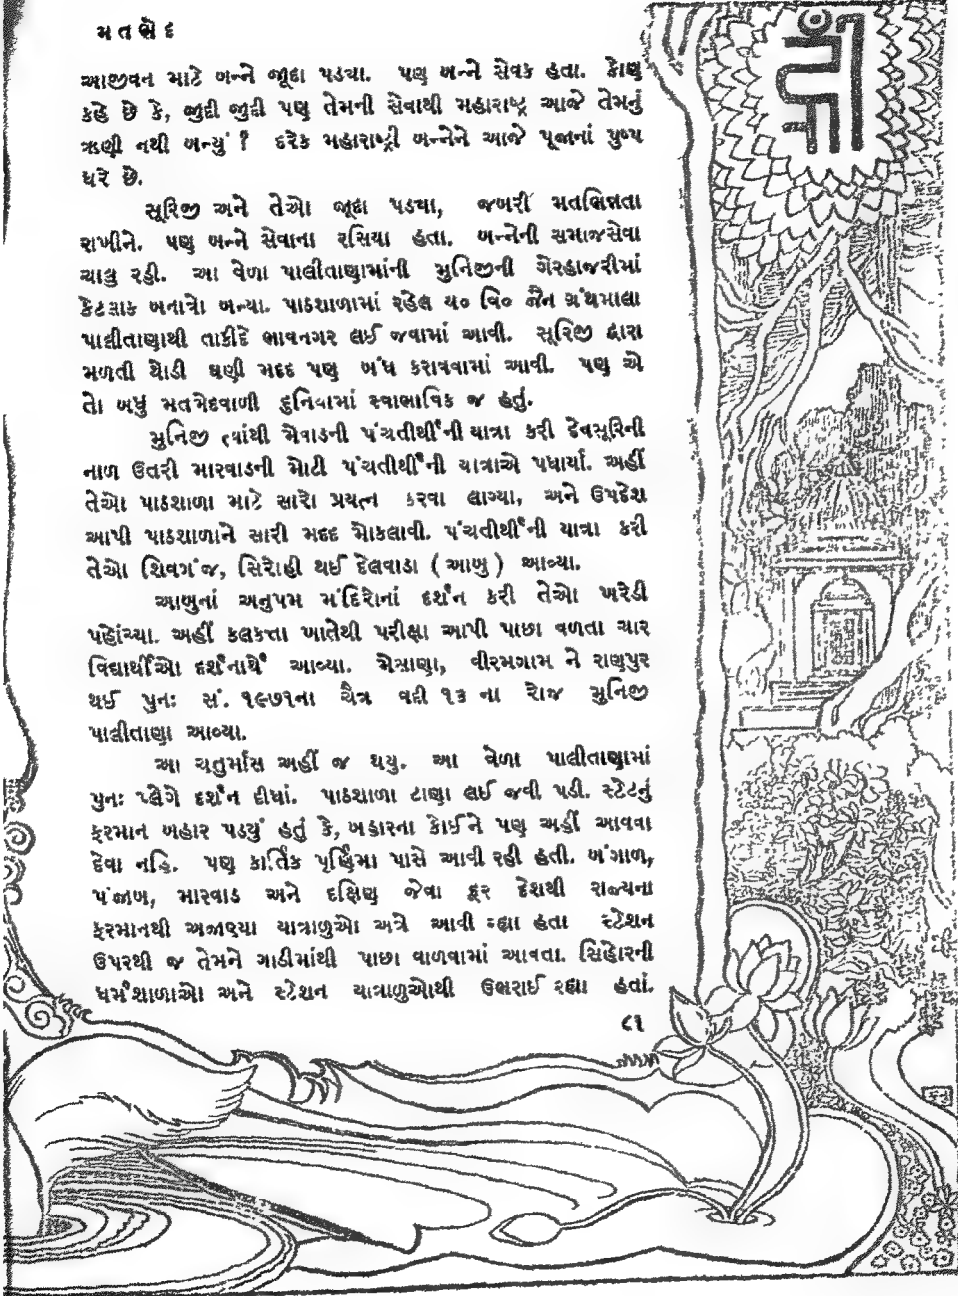 મતભેદ
આજીવન માટે બન્ને જૂદા પડ્યા. પણ બન્ને સેવક હતા. કોણ
કહે છે કે, જીદી જીદી પણ તેમની સેવાથી મહારાષ્ટ્ર આજે તેમનું
ઋણી નથી બન્યું ? દરેક મહારાષ્ટ્રી બન્નેને આજે પૂજાનાં પુષ્પ
ધરે છે.
સૂરિજી અને તેઓ જૂદા પડ્યા, જબરી મતભિન્નતા
રાખીને. પણ બન્ને સેવાના રસિયા હતા. બન્નેની સમાજસેવા
ચાલુ રહી. આ વેળા પાલીતાણામાંની મુનિજીની ગેરહાજરીમાં
કેટલાક બનાવો બન્યા. પાઠશાળામાં રહેલ ય૦ વિ૦ જૈન ગ્રંથમાલા
પાલીતાણાથી તાકીદે ભાવનગર લઈ જવામાં આવી. સૂરિજી દ્વારા
મળતી થોડી ઘણી મદદ પણ બંધ કરાવવામાં આવી. પણ એ
તો બધું મતભેદવાળી દુનિયામાં સ્વાભાવિક જ હતું.
મુનિજી ત્યાંથી મેવાડની પંચતીર્થીની યાત્રા કરી દેવસૂરિની
નાળ ઉતરી મારવાડની મોટી પંચતીર્થીની યાત્રાએ પધાર્યા. અહીં
તેઓ પાઠશાળા માટે સારો પ્રયત્ન કરવા લાગ્યા, અને ઉપદેશ
આપી પાઠશાળાને સારી મદદ મોકલાવી. પંચતીર્થીની યાત્રા કરી
તેઓ શિવગંજ, સિરોહી થઈ દેલવાડા ( આબુ ) આવ્યા.
આબુનાં અનુપમ મંદિરોનાં દર્શન કરી તેઓ ખરેડી
પહોંચ્યા. અહીં કલકત્તા ખાતેથી પરીક્ષા આપી પાછા વળતા ચાર
વિદ્યાર્થીઓ દર્શનાર્થે આવ્યા. મેત્રાણા, વીરમગામ ને રાણપુર
થઈ પુનઃ સં. ૧૯૭૧ના ચૈત્ર વદી ૧૩ ના રોજ મુનિજી
પાલીતાણા આવ્યા.
આ ચતુર્માસ અહીં જ થયુ. આ વેળા પાલીતાણામાં
પુનઃ પ્લેગે દર્શન દીધાં. પાઠશાળા ટાણા લઈ જવી પડી. સ્ટેટનું
ફરમાન બહાર પડયું હતું કે, બહારના કોઈને પણ અહીં આવવા
દેવા નહિ. પણ કાર્તિક પૂર્ણિમા પાસે આવી રહી હતી. બંગાળ,
પંજાબ, મારવાડ અને દક્ષિણ જેવા દૂર દેશથી રાજ્યના
ફરમાનથી અજાણ્યા યાત્રાળુઓ અત્રે આવી રહ્યા હતા સ્ટેશન
ઉપરથી જ તેમને ગાડીમાંથી પાછા વાળવામાં આવતા. સિહોરની
ધર્મશાળાઓ અને સ્ટેશન યાત્રાળુઓથી ઉભરાઈ રહ્યા હતાં.
૮૧